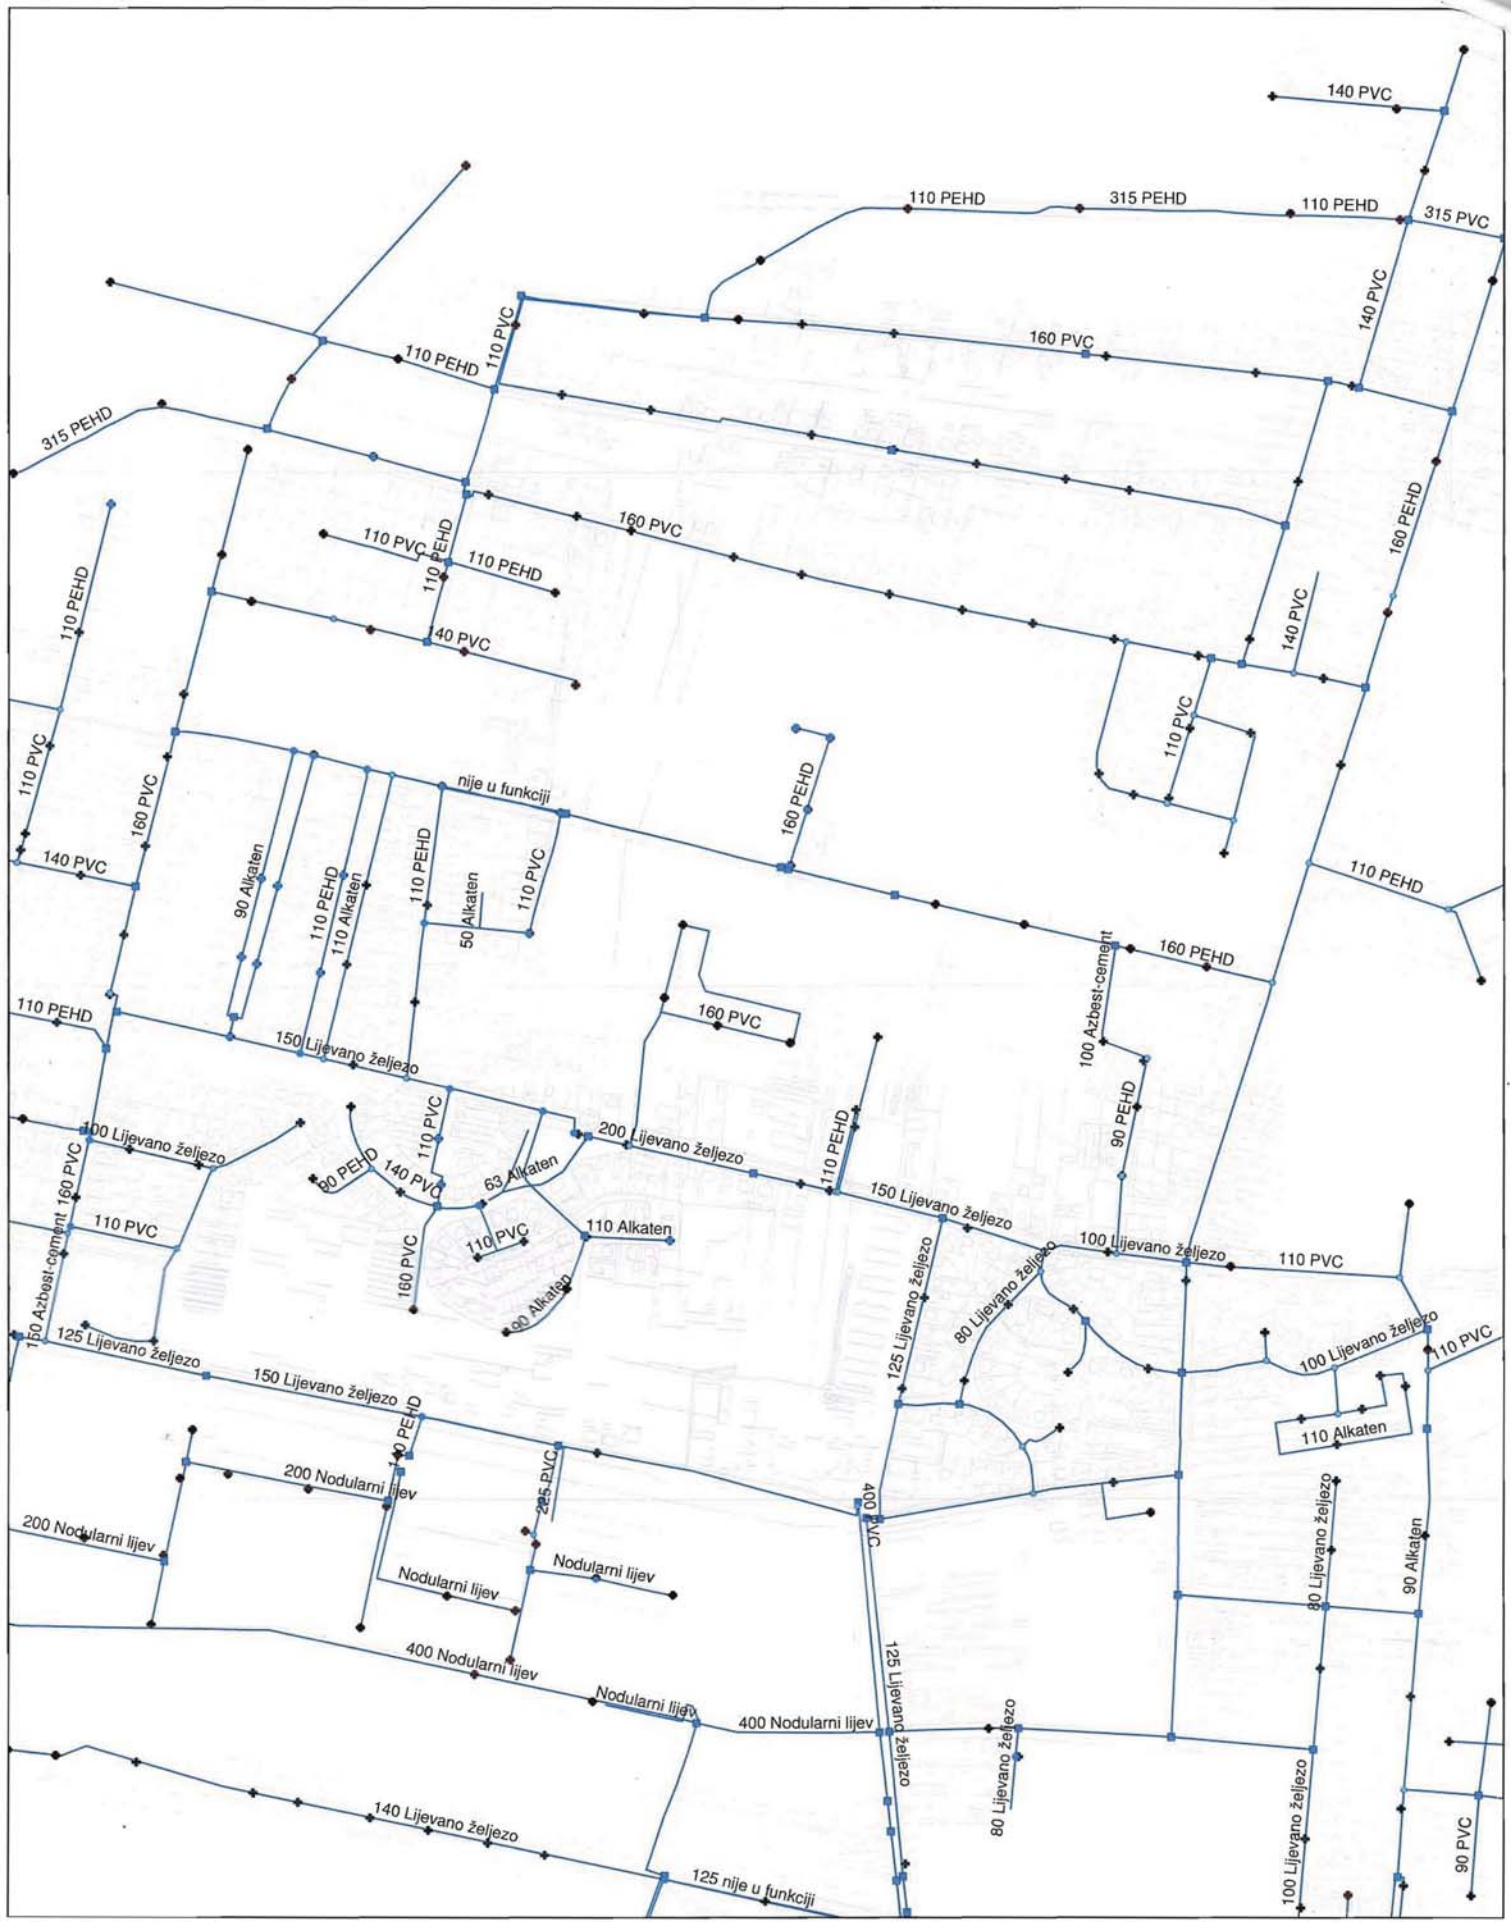 140 PVC
110 PEHD
315 PEHD
110 PEHD
315 PVC
140 PVC
110 PVC
160 PVC
110 PEHD
315 PEHD
160 PEHD
160 PVC
110 PVC
110 PEHD
110 PEHD
110 PEHD
140 PVC
140 PVC
110 PVC
110 PVC
nije u funkciji
160 PEHD
160 PVC
140 PVC
110 PEHD
110 PVC
90 Alkaten
110 PEHD
110 Alkaten
50 Alkaten
110 PEHD
160 PEHD
100 Azbest-cement
110 PEHD
160 PVC
150 Lijevano željezo
90 PEHD
110 PVC
200 Lijevano željezo
100 Lijevano željezo
110 PEHD
90 PEHD
140 PVC
63 Alkaten
160 PVC
150 Lijevano željezo
110 PVC
110 PVC
110 Alkaten
100 Lijevano željezo
110 PVC
160 PVC
90 Alkaten
125 Lijevano željezo
80 Lijevano željezo
150 Azbest-cement
125 Lijevano željezo
100 Lijevano željezo
110 PVC
150 Lijevano željezo
110 Alkaten
200 Nodularni lijev
225 PVC
400 PVC
200 Nodularni lijev
80 Lijevano željezo
90 Alkaten
Nodularni lijev
Nodularni lijev
400 Nodularni lijev
Nodularni lijev
400 Nodularni lijev
125 Lijevano željezo
80 Lijevano željezo
140 Lijevano željezo
100 Lijevano željezo
90 PVC
125 nije u funkciji